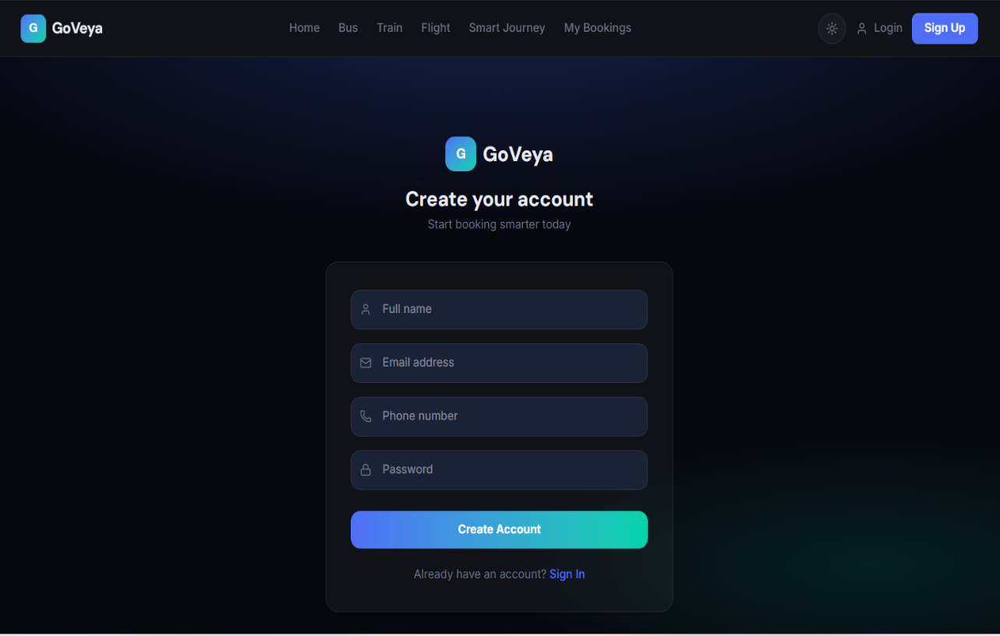 G GoVeya Home Bus Train Flight Smart Journey My Bookings Login Sign Up
G GoVeya
Create your account
Start booking smarter today
Full name
Email address
Phone number
Password
Create Account
Already have an account? Sign In